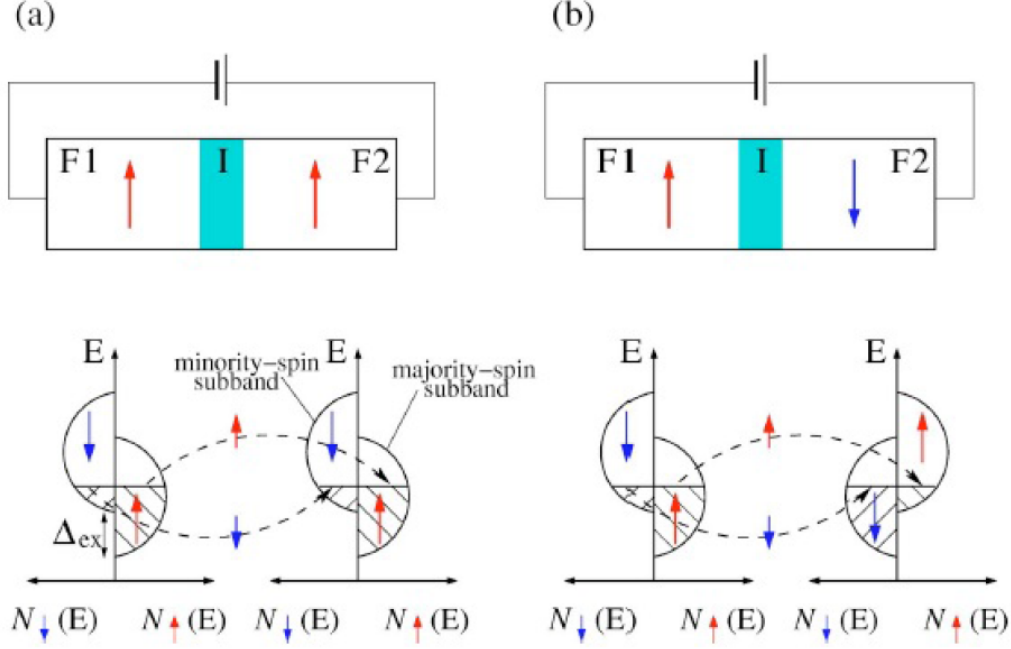 (a) (b)
F1 I F2 F1 I F2
E minority-spin subband E majority-spin subband E E
Δex
N↓(E) N↑(E) N↓(E) N↑(E) N↓(E) N↑(E) N↓(E) N↑(E)